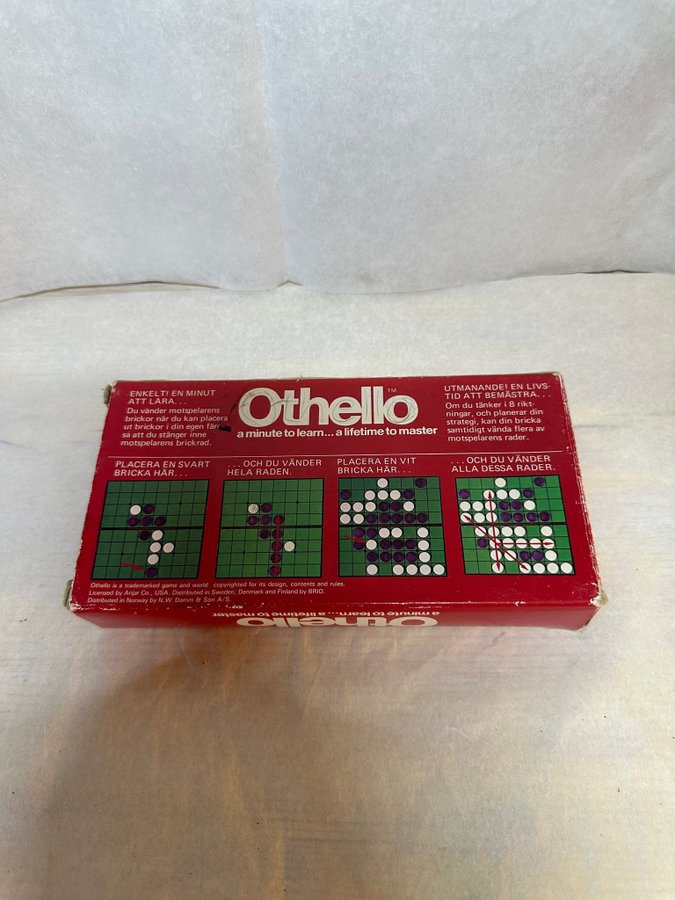 ENKELT! EN MINUT
ATT LÄRA...
Du vänder motspelarens
brickor när du kan placera
ut brickor i din egen färg
så att du stänger inne
motspelarens brickrad.
Othello™
a minute to learn... a lifetime to master
UTMANANDE! EN LIVS-
TID ATT BEMÄSTRA...
Om du tänker i 8 rikt-
ningar, och planerar din
strategi, kan din bricka
samtidigt vända flera av
motspelarens rader.
PLACERA EN SVART
BRICKA HÄR...
...OCH DU VÄNDER
HELA RADEN.
PLACERA EN VIT
BRICKA HÄR...
...OCH DU VÄNDER
ALLA DESSA RADER.
Othello is a trademarked game and world copyrighted for its design, contents and rules.
Licensed by Anjar Co., USA. Distributed in Sweden, Denmark and Finland by BRIO.
Distributed in Norway by N.W. Damm & Søn A/S.
Othello
a minute to learn... a lifetime to master